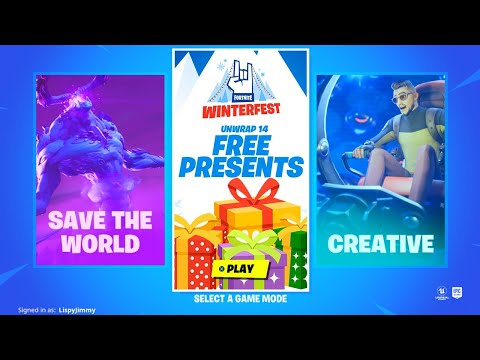 FORTNITE
WINTERFEST
UNWRAP 14
FREE
PRESENTS
SAVE THE
WORLD
CREATIVE
PLAY
SELECT A GAME MODE
Signed in as: LispyJimmy